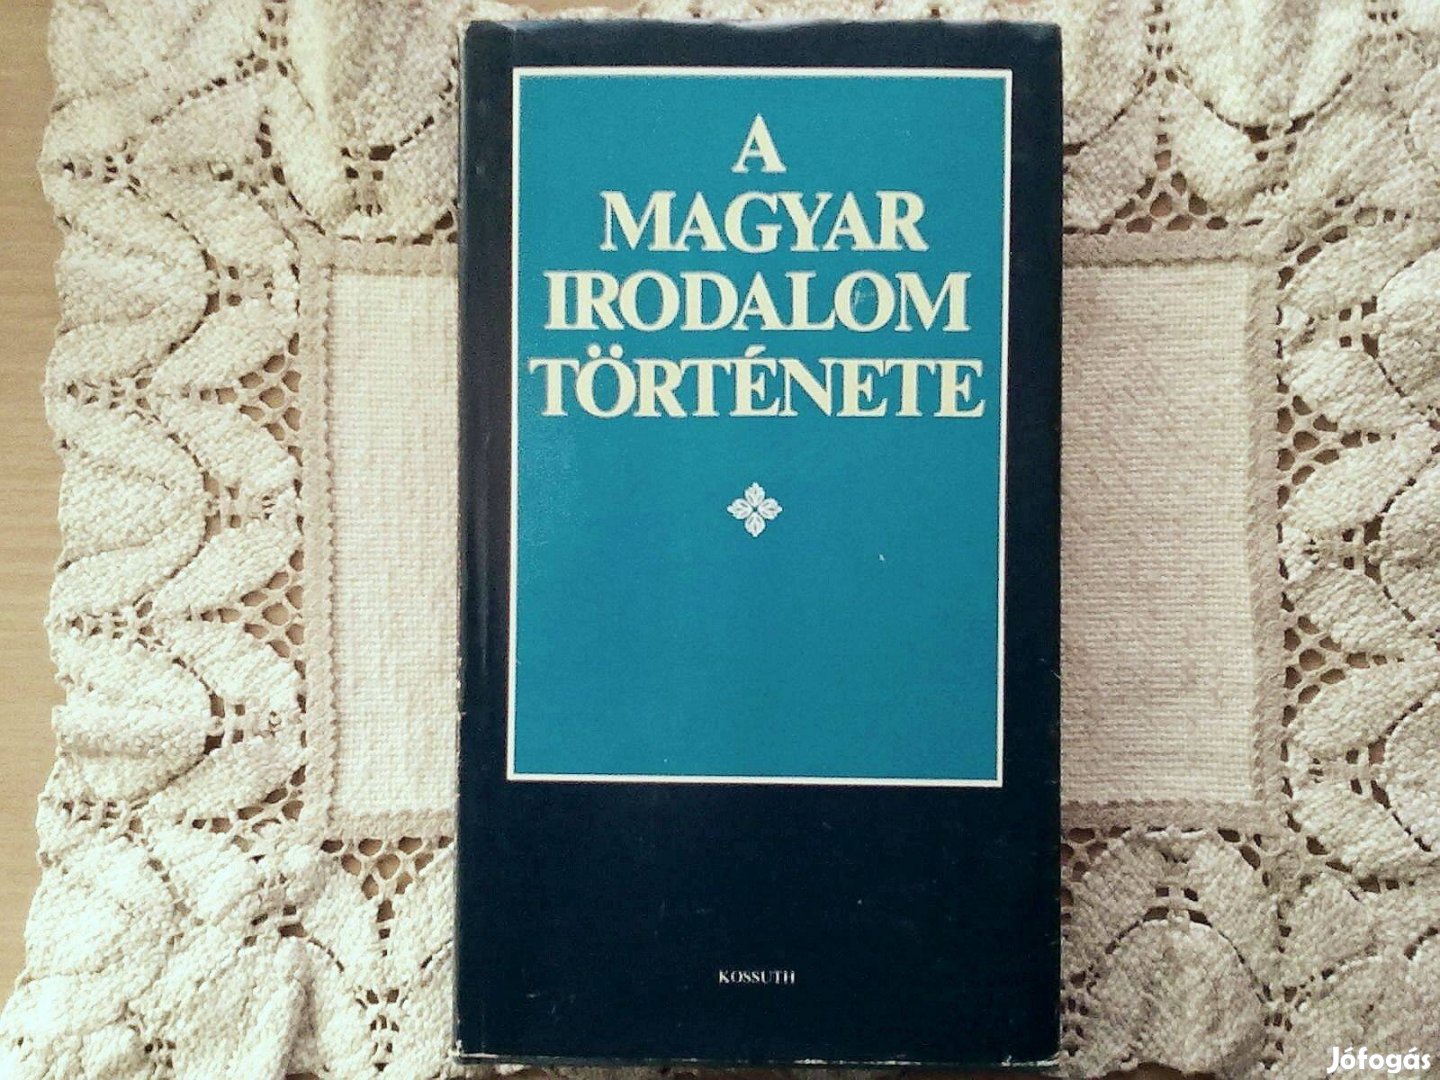 A
MAGYAR
IRODALOM
TÖRTÉNETE
KOSSUTH
Jófogás